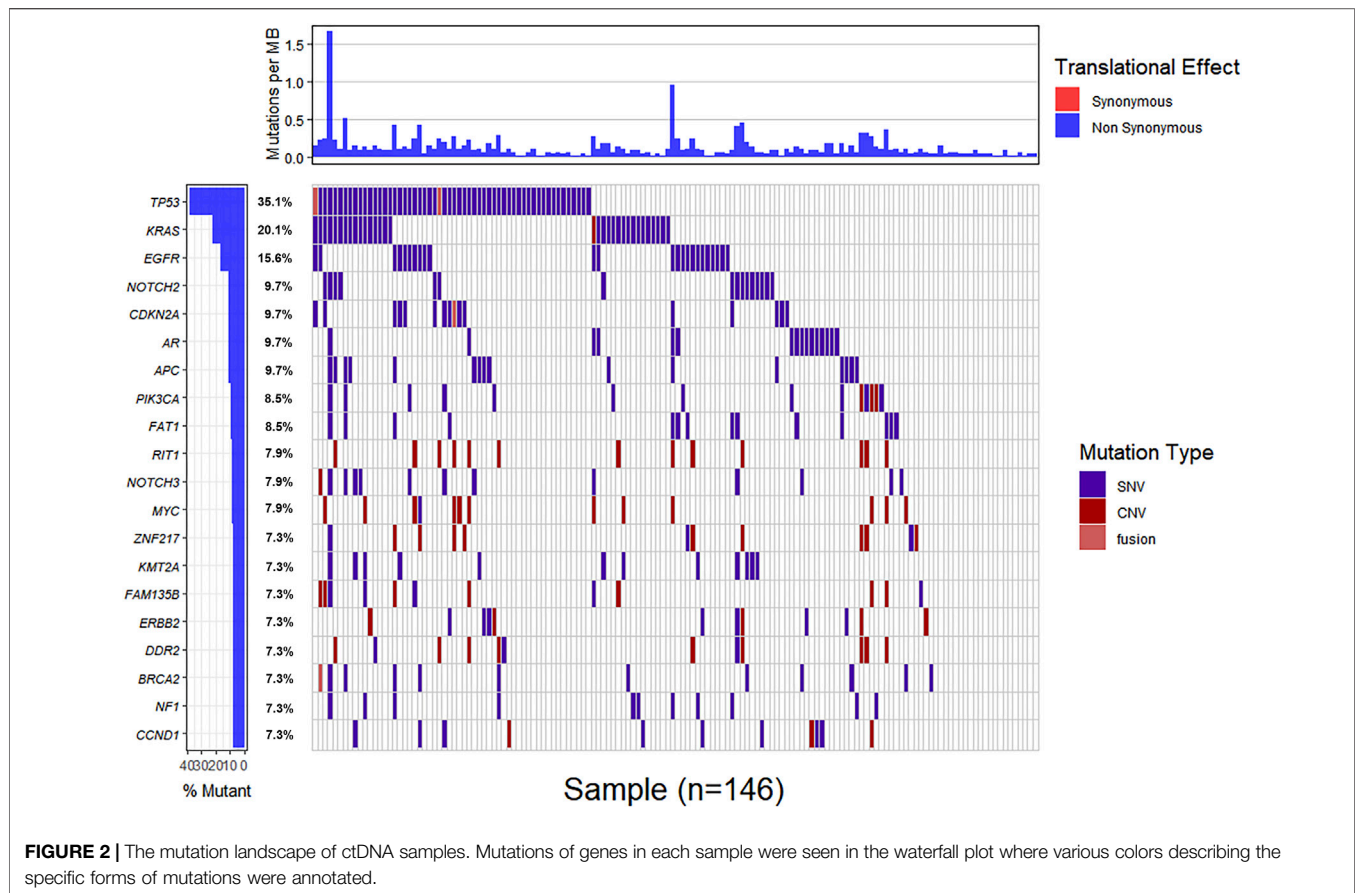 Mutations per MB
1.5
1.0
0.5
0.0
Translational Effect
Synonymous
Non Synonymous
TP53 35.1%
KRAS 20.1%
EGFR 15.6%
NOTCH2 9.7%
CDKN2A 9.7%
AR 9.7%
APC 9.7%
PIK3CA 8.5%
FAT1 8.5%
RIT1 7.9%
NOTCH3 7.9%
MYC 7.9%
ZNF217 7.3%
KMT2A 7.3%
FAM135B 7.3%
ERBB2 7.3%
DDR2 7.3%
BRCA2 7.3%
NF1 7.3%
CCND1 7.3%
Mutation Type
SNV
CNV
fusion
40 30 20 10 0
% Mutant
Sample (n=146)
FIGURE 2 | The mutation landscape of ctDNA samples. Mutations of genes in each sample were seen in the waterfall plot where various colors describing the
specific forms of mutations were annotated.